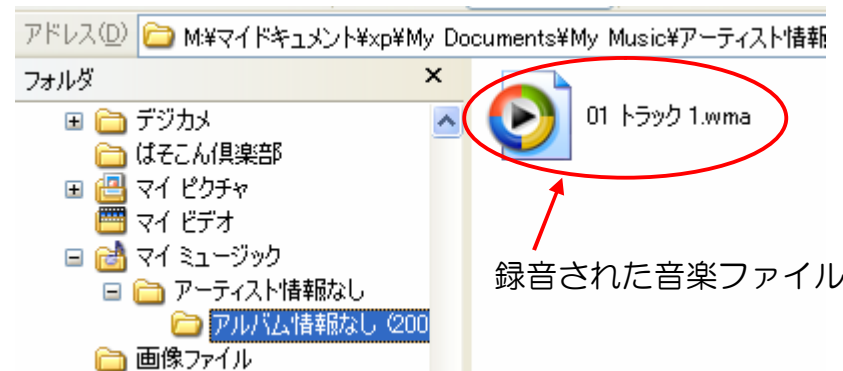 アドレス(D) M:¥マイドキュメント¥xp¥My Documents¥My Music¥アーティスト情報
フォルダ ×
デジカメ
ぱそこん倶楽部
マイ ピクチャ
マイ ビデオ
マイ ミュージック
アーティスト情報なし
アルバム情報なし (200
画像ファイル
01 トラック 1.wma
録音された音楽ファイル